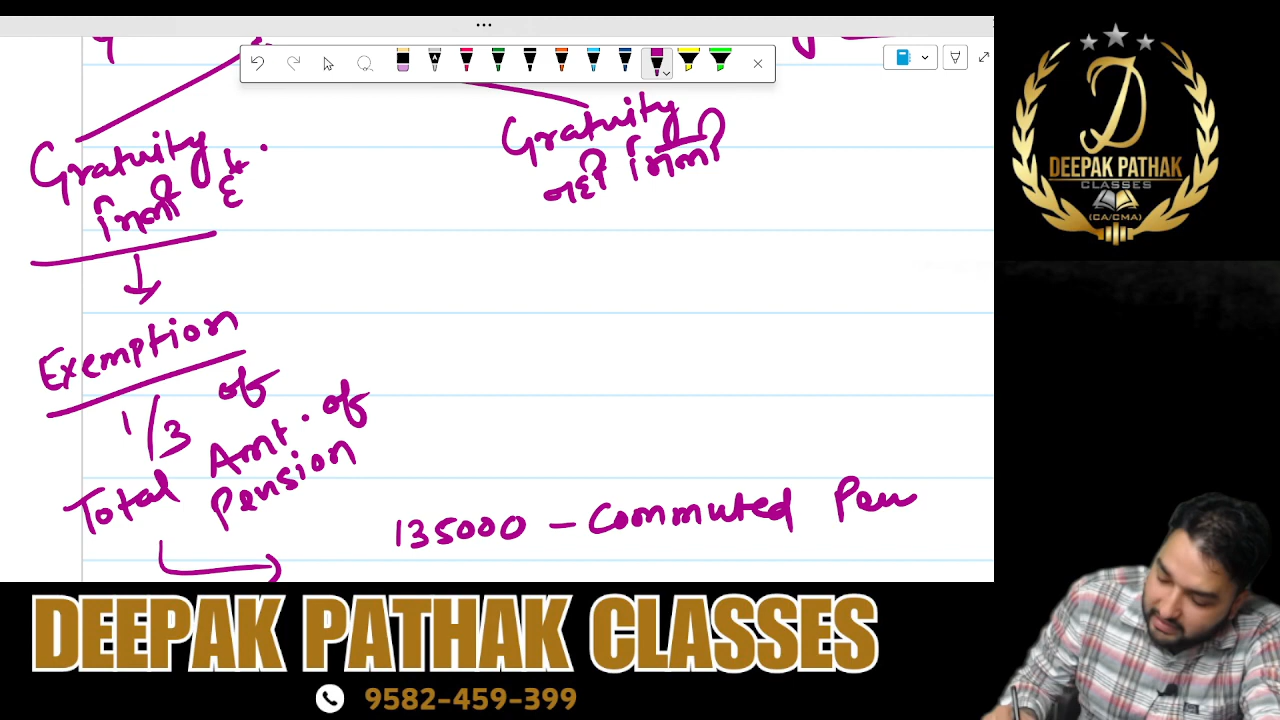 Gratuity
मिली है
Gratuity
नहीं मिली
Exemption
1/3 of
Total Amt. of
Pension
135000 – Commuted Pen
D
DEEPAK PATHAK
CLASSES
(CA/CMA)
DEEPAK PATHAK CLASSES
9582-459-399